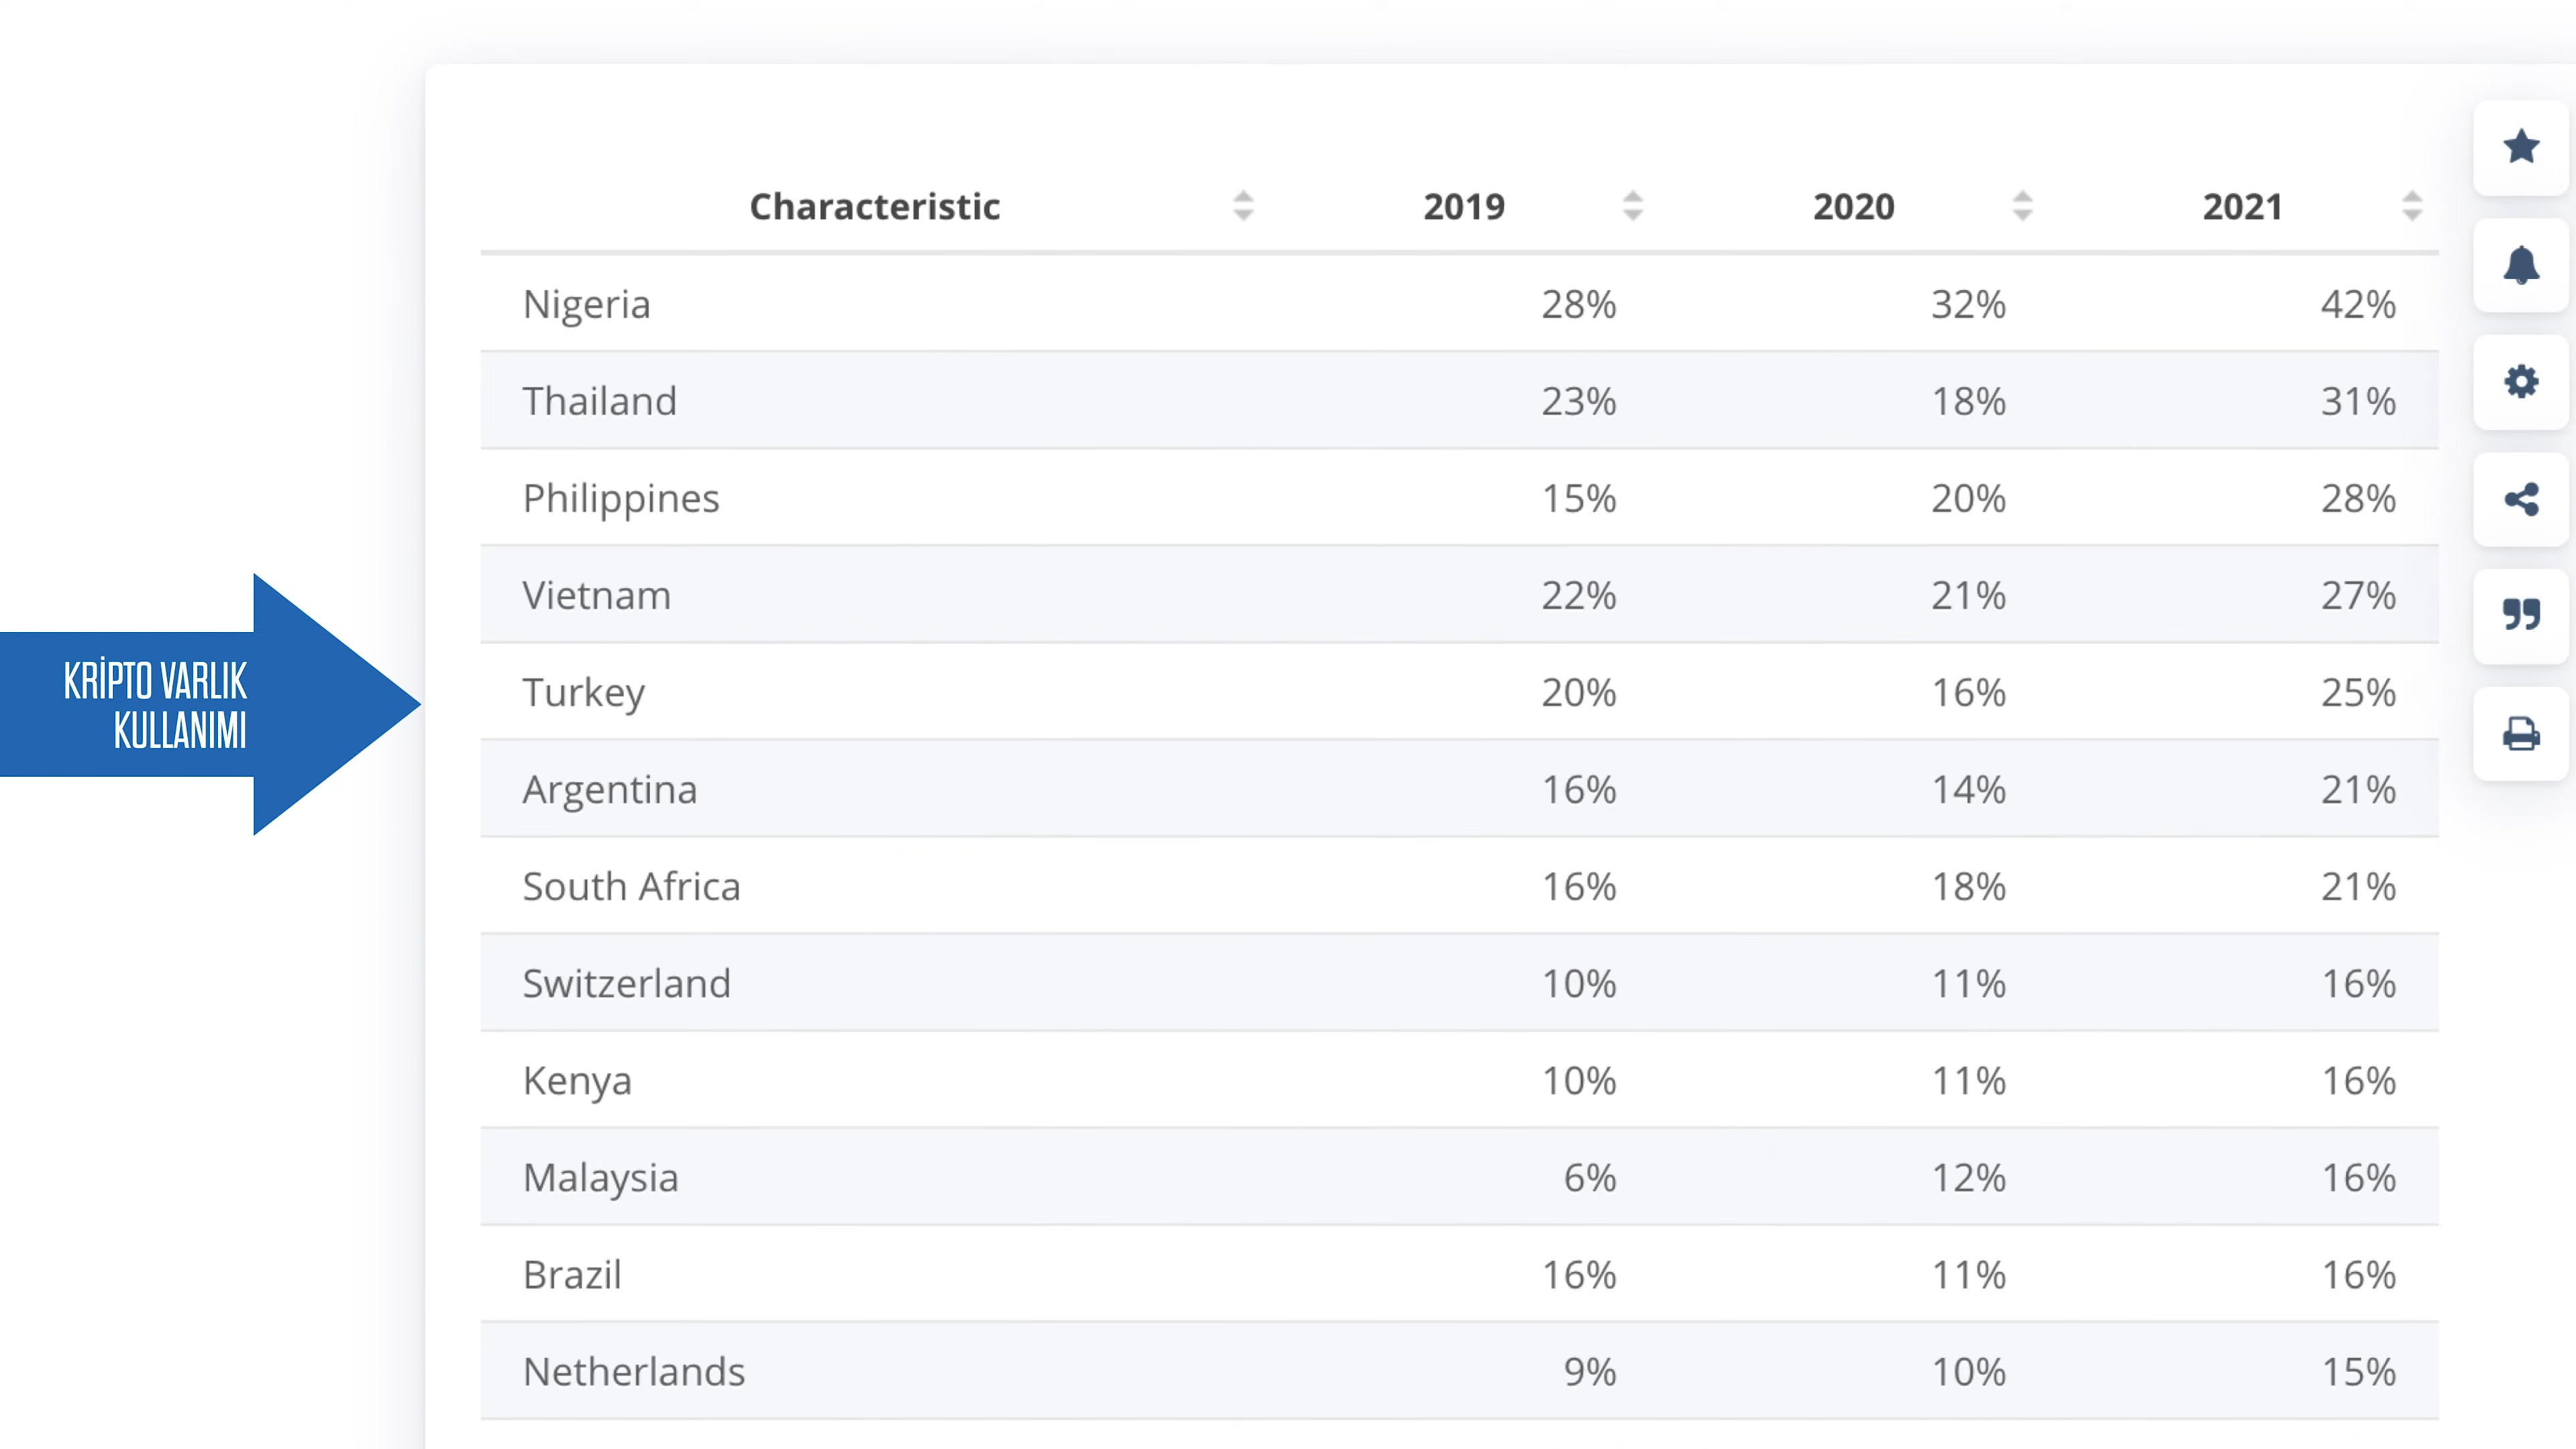 Characteristic 2019 2020 2021
Nigeria 28% 32% 42%
Thailand 23% 18% 31%
Philippines 15% 20% 28%
Vietnam 22% 21% 27%
KRİPTO VARLIK
KULLANIMI
Turkey 20% 16% 25%
Argentina 16% 14% 21%
South Africa 16% 18% 21%
Switzerland 10% 11% 16%
Kenya 10% 11% 16%
Malaysia 6% 12% 16%
Brazil 16% 11% 16%
Netherlands 9% 10% 15%